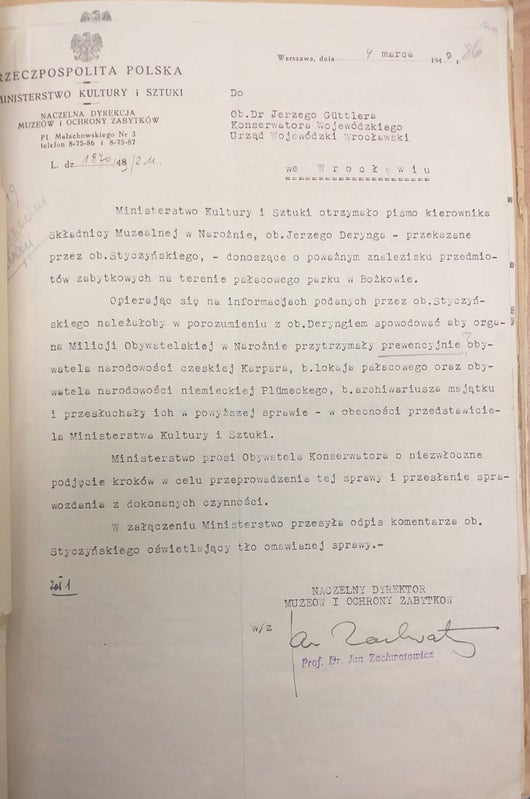 Warszawa, dnia 4 marca 1949 r. 86
RZECZPOSPOLITA POLSKA
MINISTERSTWO KULTURY i SZTUKI
NACZELNA DYREKCJA
MUZEÓW i OCHRONY ZABYTKÓW
Pl. Małachowskiego Nr 3
telefon 8-75-86 i 8-75-87
L. dz. 1870/49/2M.
Do
Ob.Dr Jerzego Güttlera
Konserwatora Wojewódzkiego
Urząd Wojewódzki Wrocławski
we Wrocławiu
Ministerstwo Kultury i Sztuki otrzymało pismo kierownika
Składnicy Muzealnej w Narożnie, ob.Jerzego Derynga - przekazane
przez ob.Styczyńskiego, - donoszące o poważnym znalezisku przedmio-
tów zabytkowych na terenie pałacowego parku w Bożkowie.
Opierając się na informacjach podanych przez ob.Styczyń-
skiego należałoby w porozumieniu z ob.Deryngiem spowodować aby orga-
na Milicji Obywatelskiej w Narożnie przytrzymały prewencyjnie oby-
watela narodowości czeskiej Karpara, b.lokaja pałacowego oraz oby-
watela narodowości niemieckiej Plümeckego, b.archiwariusza majątku
i przesłuchały ich w powyższej sprawie - w obecności przedstawicie-
la Ministerstwa Kultury i Sztuki.
Ministerstwo prosi Obywatela Konserwatora o niezwłoczne
podjęcie kroków w celu przeprowadzenia tej sprawy i przesłanie spra-
wozdania z dokonanych czynności.
W załączeniu Ministerstwo przesyła odpis komentarza ob.
Styczyńskiego oświetlający tło omawianej sprawy.-
Zał 1
NACZELNY DYREKTOR
MUZEÓW I OCHRONY ZABYTKÓW
w/z
Prof. Dr. Jan Zachwatowicz